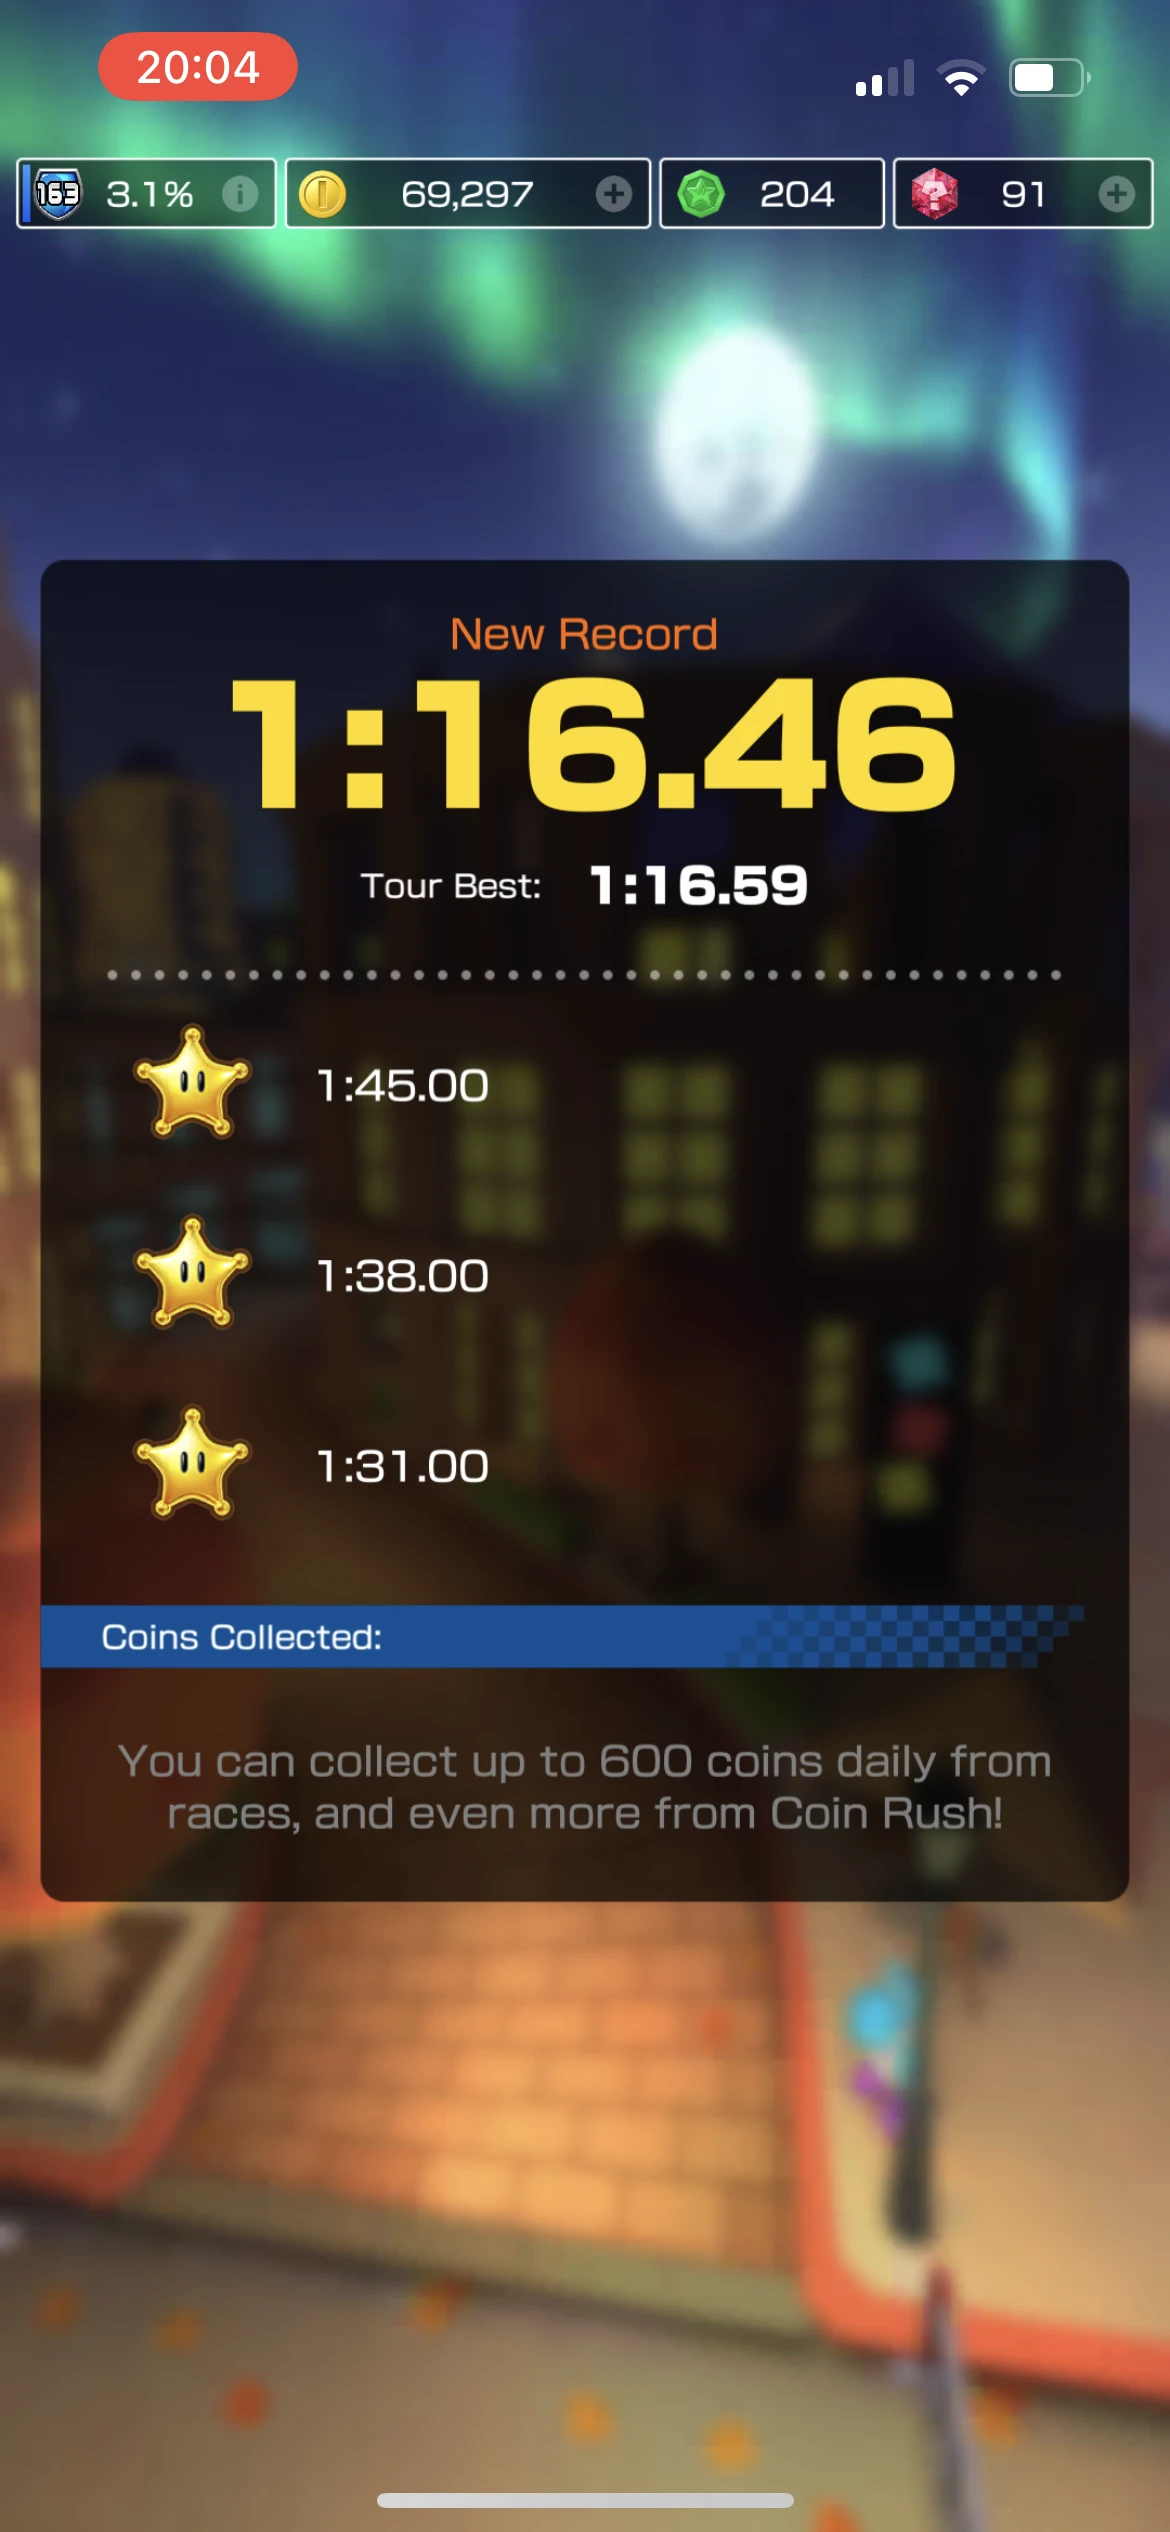 20:04
163 3.1% i 69,297 + 204 ? 91 +
New Record
1:16.46
Tour Best: 1:16.59
1:45.00
1:38.00
1:31.00
Coins Collected:
You can collect up to 600 coins daily from
races, and even more from Coin Rush!